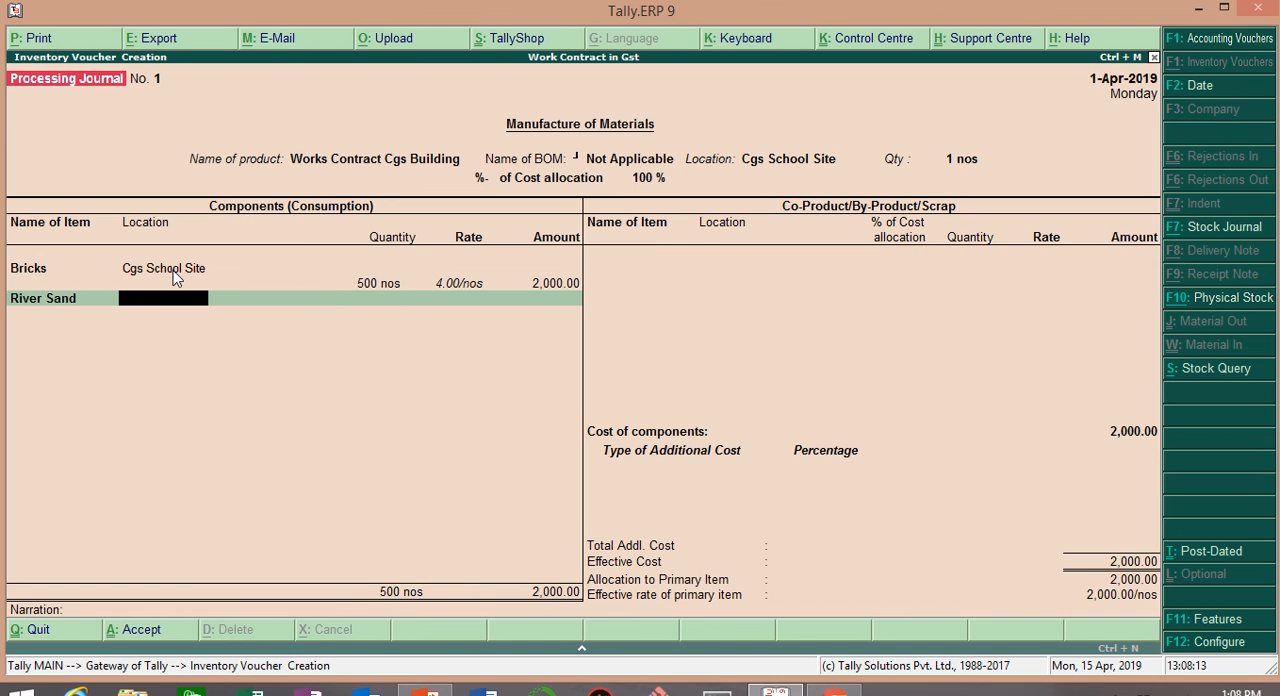 Tally.ERP 9
P: Print E: Export M: E-Mail O: Upload S: TallyShop G: Language K: Keyboard K: Control Centre H: Support Centre H: Help
Inventory Voucher Creation Work Contract in Gst Ctrl + M
Processing Journal No. 1 1-Apr-2019
Monday
Manufacture of Materials
Name of product: Works Contract Cgs Building Name of BOM: Not Applicable Location: Cgs School Site Qty : 1 nos
%- of Cost allocation 100 %
Components (Consumption) Co-Product/By-Product/Scrap
Name of Item Location Name of Item Location % of Cost
Quantity Rate Amount allocation Quantity Rate Amount
Bricks Cgs School Site
500 nos 4.00/nos 2,000.00
River Sand
Cost of components: 2,000.00
Type of Additional Cost Percentage
Total Addl. Cost :
Effective Cost : 2,000.00
Allocation to Primary Item : 2,000.00
Effective rate of primary item : 2,000.00/nos
500 nos 2,000.00
Narration:
Q: Quit A: Accept D: Delete X: Cancel
Ctrl + N
Tally MAIN --> Gateway of Tally --> Inventory Voucher Creation (c) Tally Solutions Pvt. Ltd., 1988-2017 Mon, 15 Apr, 2019 13:08:13
F1: Accounting Vouchers
F1: Inventory Vouchers
F2: Date
F3: Company
F6: Rejections In
F6: Rejections Out
F7: Indent
F7: Stock Journal
F8: Delivery Note
F9: Receipt Note
F10: Physical Stock
J: Material Out
W: Material In
S: Stock Query
T: Post-Dated
L: Optional
F11: Features
F12: Configure
1:08 PM